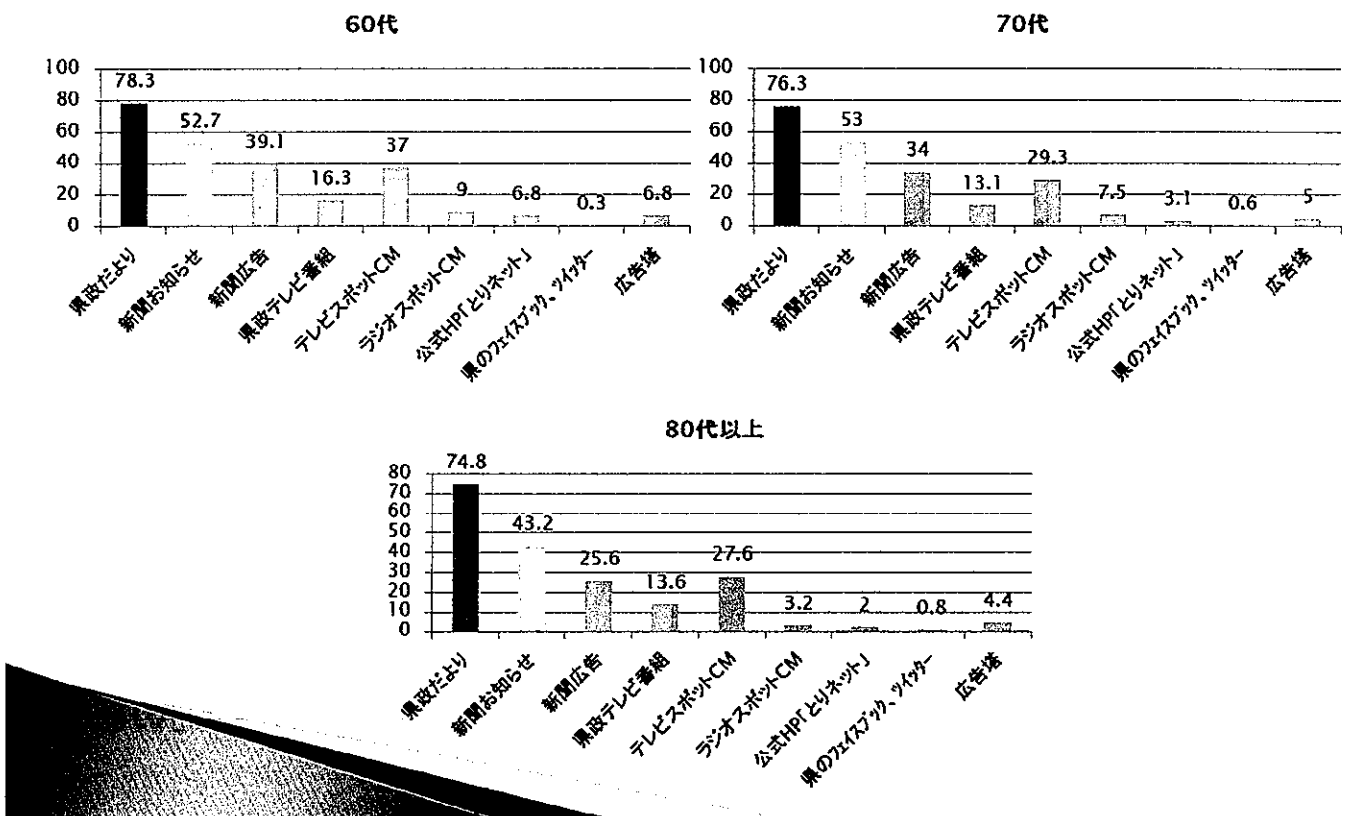 60代
100
80
60
40
20
0
78.3
52.7
39.1
16.3
37
9
6.8
0.3
6.8
県政だより
新聞お知らせ
新聞広告
県政テレビ番組
テレビスポットCM
ラジオスポットCM
公式HP「とりネット」
県のフェイスブック、ツイッター
広告塔
70代
100
80
60
40
20
0
76.3
53
34
13.1
29.3
7.5
3.1
0.6
5
県政だより
新聞お知らせ
新聞広告
県政テレビ番組
テレビスポットCM
ラジオスポットCM
公式HP「とりネット」
県のフェイスブック、ツイッター
広告塔
80代以上
80
70
60
50
40
30
20
10
0
74.8
43.2
25.6
13.6
27.6
3.2
2
0.8
4.4
県政だより
新聞お知らせ
新聞広告
県政テレビ番組
テレビスポットCM
ラジオスポットCM
公式HP「とりネット」
県のフェイスブック、ツイッター
広告塔